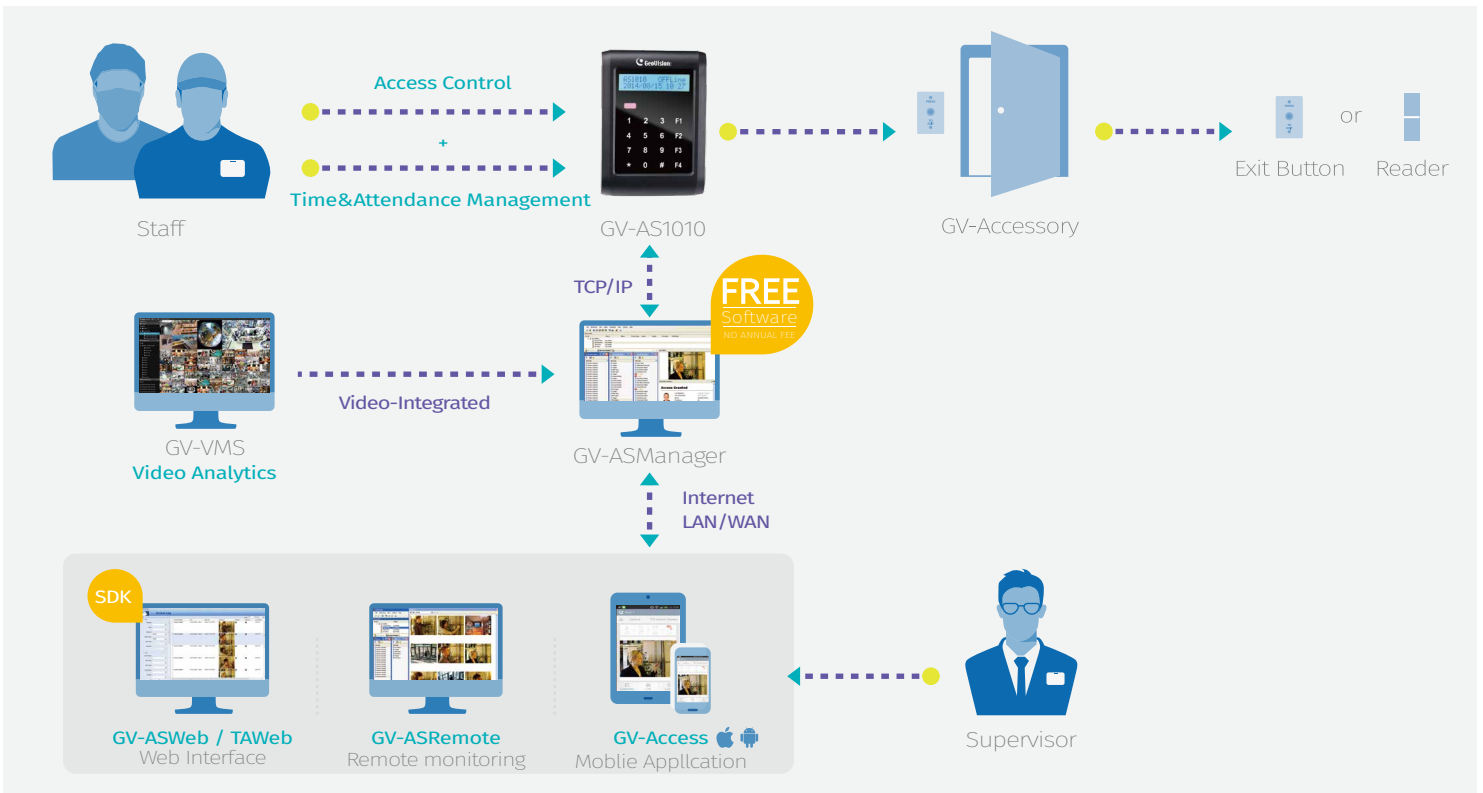 Access Control
+
Time&Attendance Management
Staff
GeoVision
AS1010 OFFLine
2014/08/15 10 27
1 2 3 F1
4 5 6 F2
7 8 9 F3
* 0 # F4
GV-AS1010
GV-Accessory
or
Exit Button
Reader
TCP/IP
FREE
Software
NO ANNUAL FEE
Video-Integrated
GV-VMS
Video Analytics
Access Granted
GV-ASManager
Internet
LAN/WAN
SDK
GV-ASWeb / TAWeb
Web Interface
GV-ASRemote
Remote monitoring
GV-Access
Moblie Appllcation
Supervisor